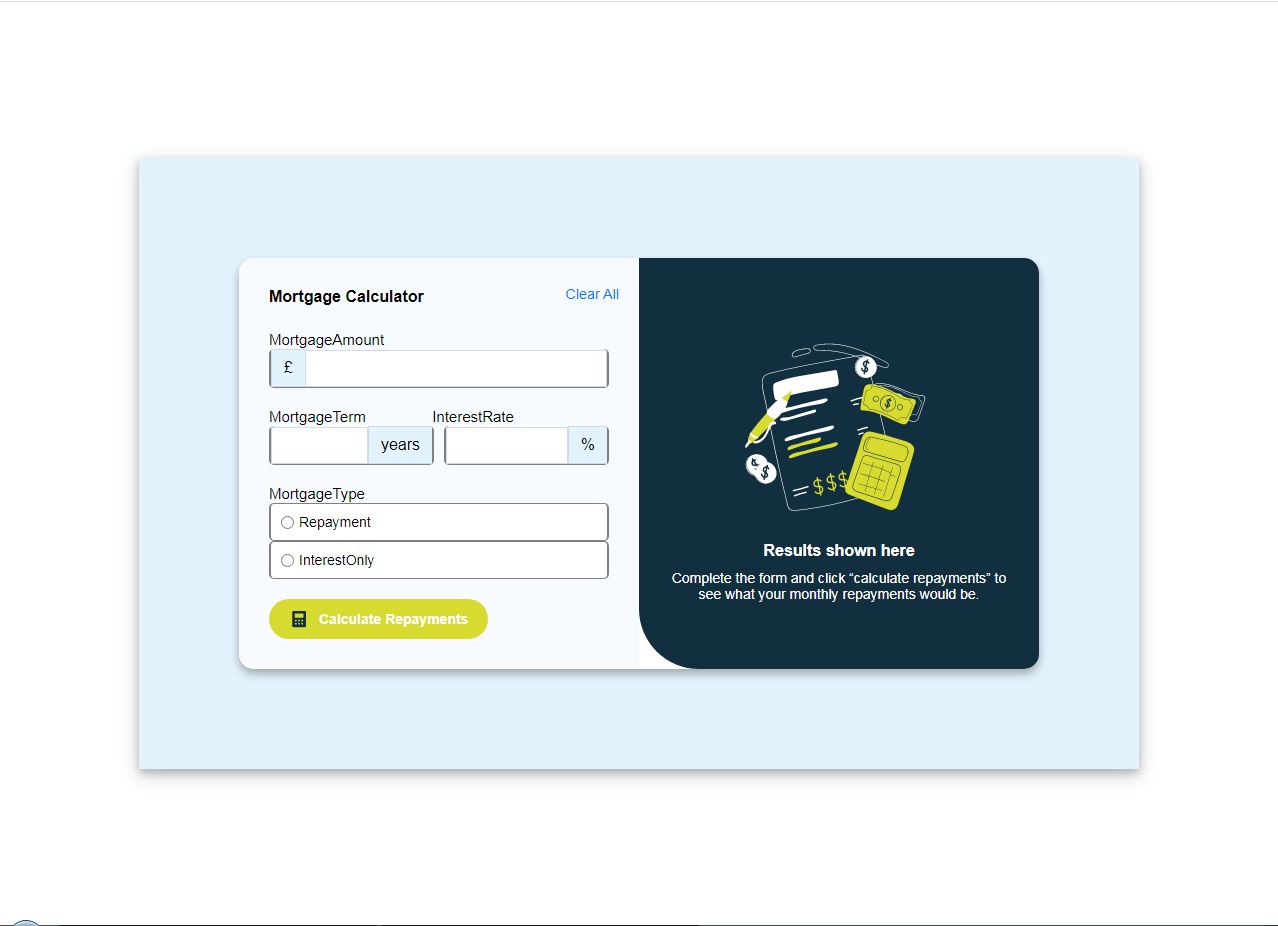 Mortgage Calculator
Clear All
MortgageAmount
£
MortgageTerm
InterestRate
years
%
MortgageType
Repayment
InterestOnly
Calculate Repayments
$
$
$
$
$$$
Results shown here
Complete the form and click “calculate repayments” to
see what your monthly repayments would be.